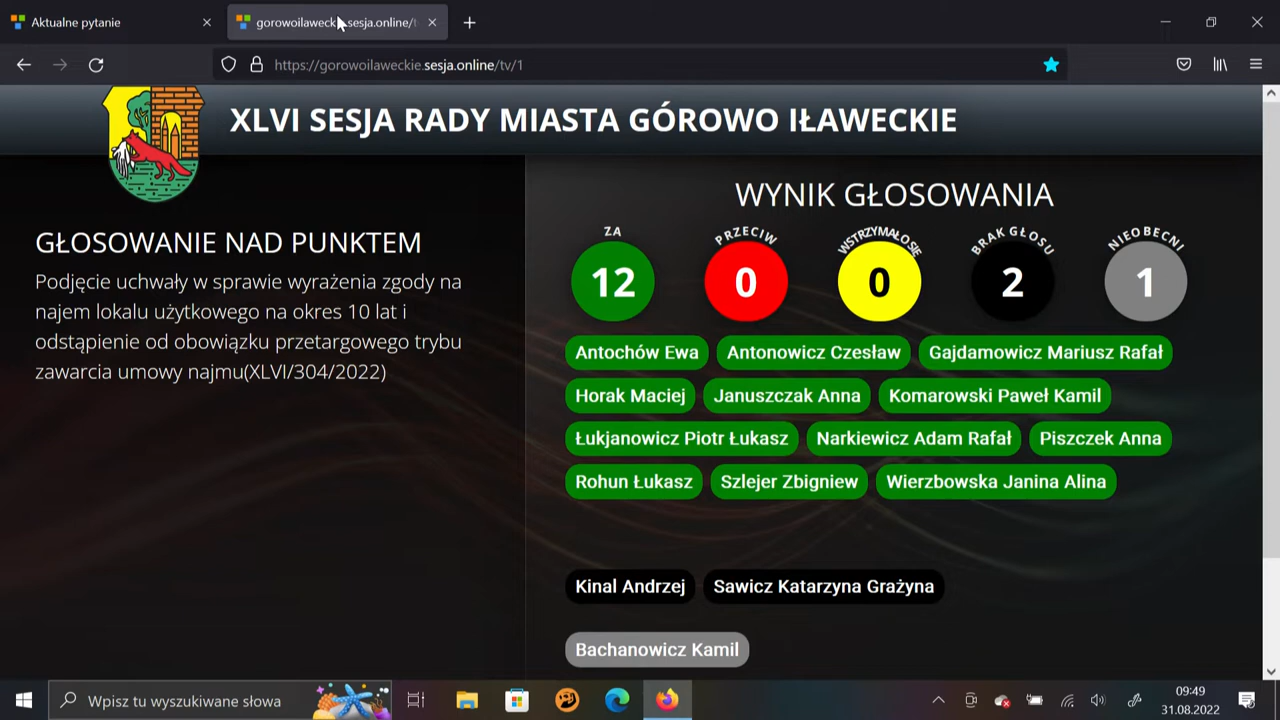 Aktualne pytanie
gorowoilaweckie.sesja.online/t
https://gorowoilaweckie.sesja.online/tv/1
XLVI SESJA RADY MIASTA GÓROWO IŁAWECKIE
GŁOSOWANIE NAD PUNKTEM
Podjęcie uchwały w sprawie wyrażenia zgody na
najem lokalu użytkowego na okres 10 lat i
odstąpienie od obowiązku przetargowego trybu
zawarcia umowy najmu(XLVI/304/2022)
WYNIK GŁOSOWANIA
ZA PRZECIW WSTRZYMAŁO SIĘ BRAK GŁOSU NIEOBECNI
12 0 0 2 1
Antochów Ewa Antonowicz Czesław Gajdamowicz Mariusz Rafał
Horak Maciej Januszczak Anna Komarowski Paweł Kamil
Łukjanowicz Piotr Łukasz Narkiewicz Adam Rafał Piszczek Anna
Rohun Łukasz Szlejer Zbigniew Wierzbowska Janina Alina
Kinal Andrzej Sawicz Katarzyna Grażyna
Bachanowicz Kamil
Wpisz tu wyszukiwane słowa
09:49
31.08.2022